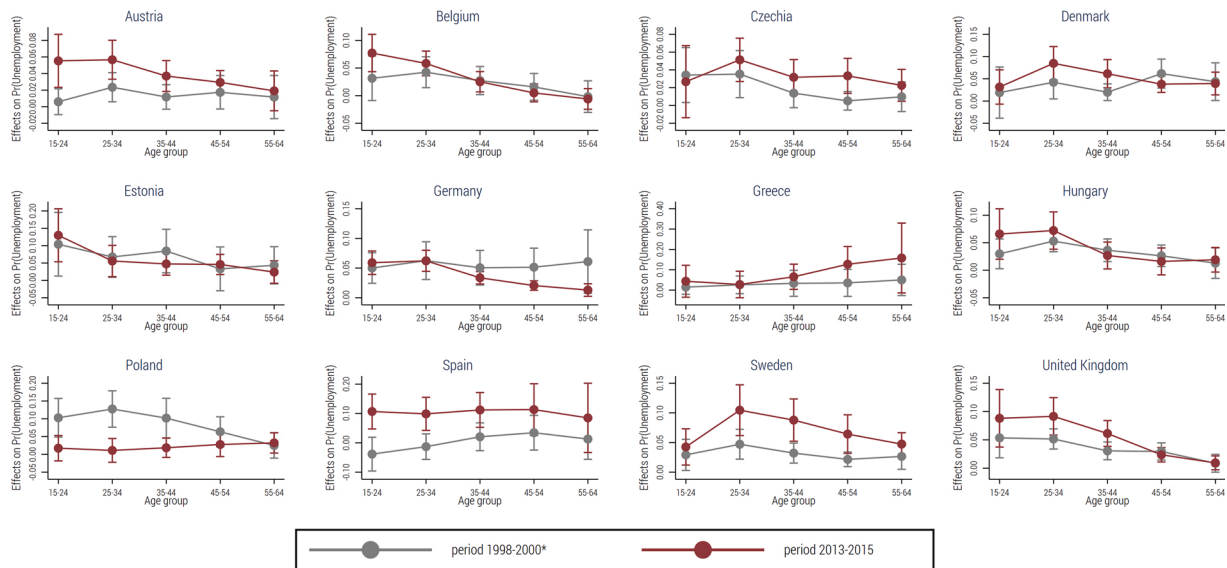 Austria
Effects on Pr(Unemployment)
-0.020 0.000 0.02 0.04 0.06 0.08
15-24 25-34 35-44 45-54 55-64
Age group
Belgium
Effects on Pr(Unemployment)
-0.05 0.00 0.05 0.10
15-24 25-34 35-44 45-54 55-64
Age group
Czechia
Effects on Pr(Unemployment)
-0.020 0.000 0.02 0.04 0.06 0.08
15-24 25-34 35-44 45-54 55-64
Age group
Denmark
Effects on Pr(Unemployment)
-0.05 0.00 0.05 0.10 0.15
15-24 25-34 35-44 45-54 55-64
Age group
Estonia
Effects on Pr(Unemployment)
-0.05 0.00 0.05 0.10 0.15 0.20
15-24 25-34 35-44 45-54 55-64
Age group
Germany
Effects on Pr(Unemployment)
0.00 0.05 0.10 0.15
15-24 25-34 35-44 45-54 55-64
Age group
Greece
Effects on Pr(Unemployment)
0.00 0.10 0.20 0.30 0.40
15-24 25-34 35-44 45-54 55-64
Age group
Hungary
Effects on Pr(Unemployment)
-0.05 0.00 0.05 0.10
15-24 25-34 35-44 45-54 55-64
Age group
Poland
Effects on Pr(Unemployment)
-0.05 0.00 0.05 0.10 0.15 0.20
15-24 25-34 35-44 45-54 55-64
Age group
Spain
Effects on Pr(Unemployment)
-0.10 0.00 0.10 0.20
15-24 25-34 35-44 45-54 55-64
Age group
Sweden
Effects on Pr(Unemployment)
0.00 0.05 0.10 0.15
15-24 25-34 35-44 45-54 55-64
Age group
United Kingdom
Effects on Pr(Unemployment)
0.00 0.05 0.10 0.15
15-24 25-34 35-44 45-54 55-64
Age group
period 1998-2000*
period 2013-2015